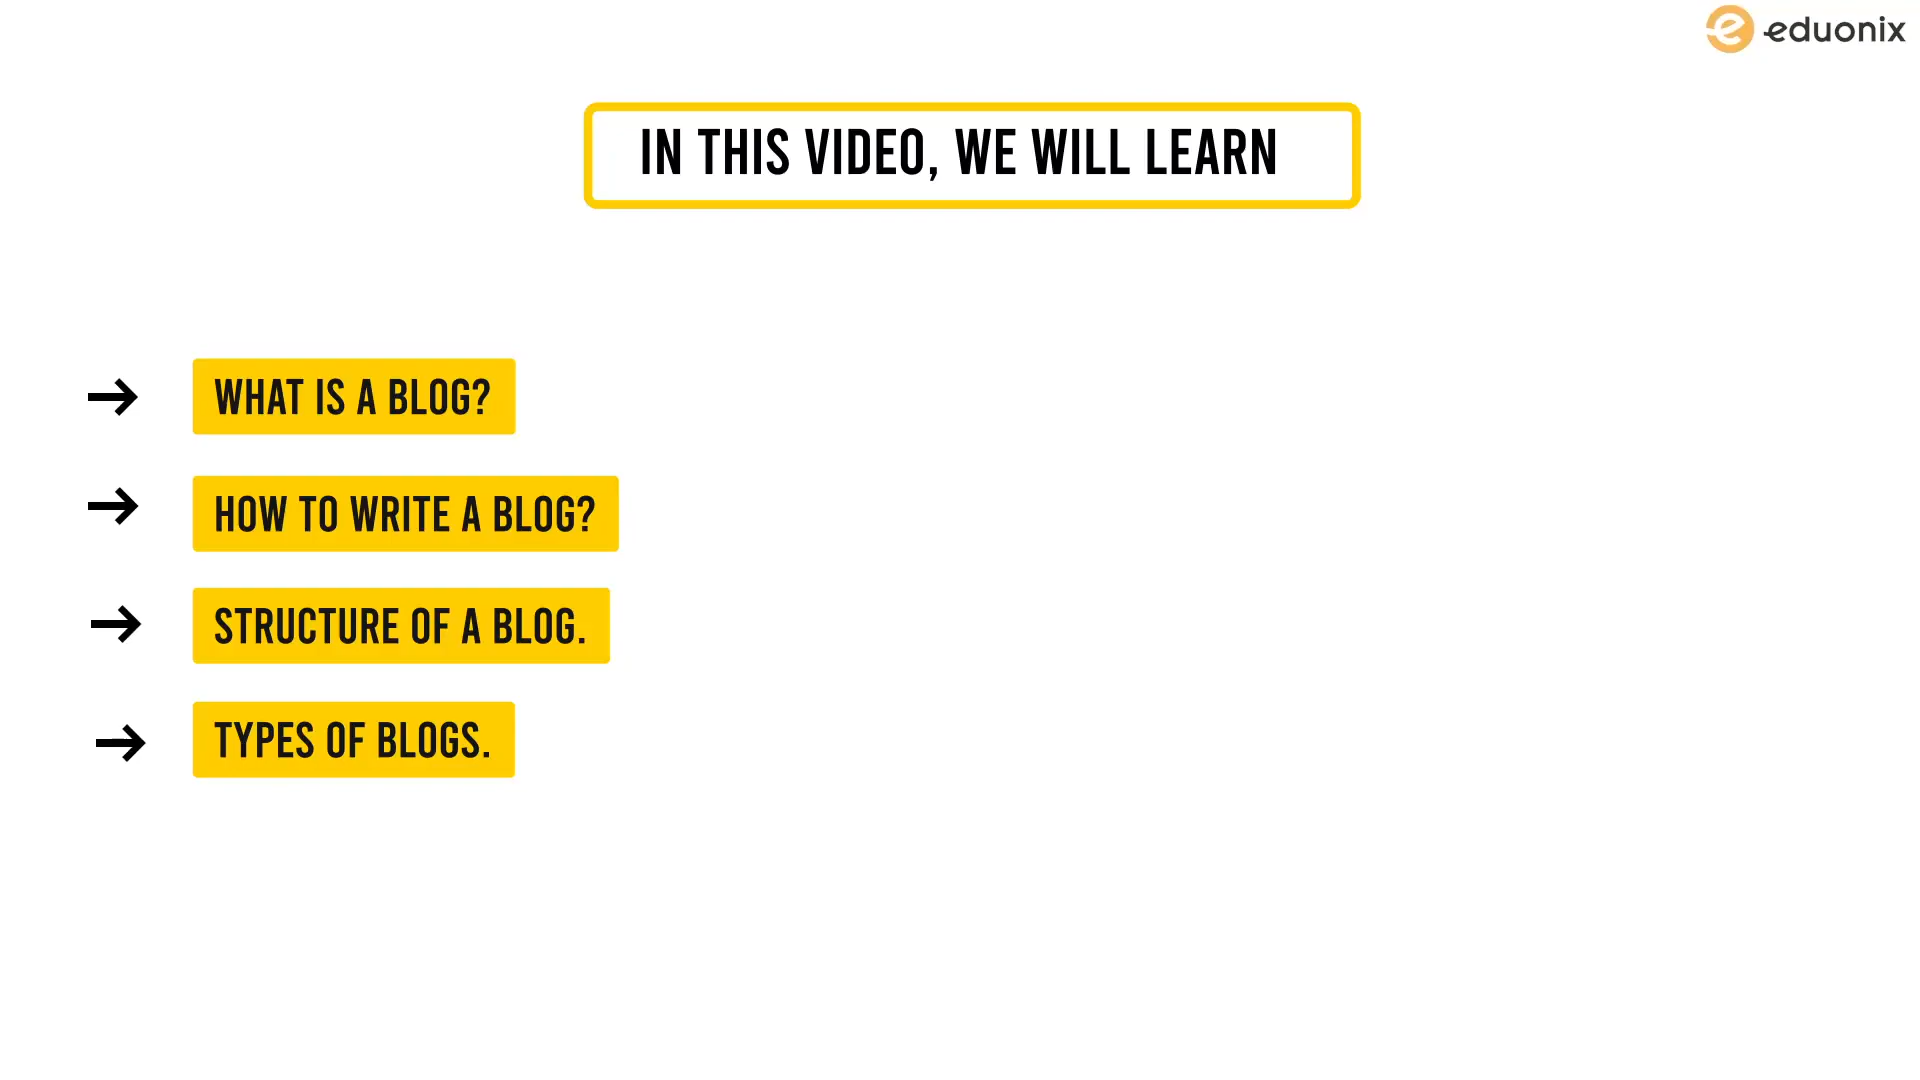 eduonix
IN THIS VIDEO, WE WILL LEARN
WHAT IS A BLOG?
HOW TO WRITE A BLOG?
STRUCTURE OF A BLOG.
TYPES OF BLOGS.